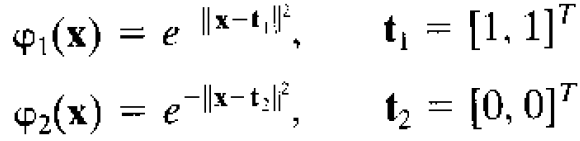 φ₁(x) = e^{-‖x−t₁‖²}, t₁ = [1, 1]^T
φ₂(x) = e^{-‖x−t₂‖²}, t₂ = [0, 0]^T